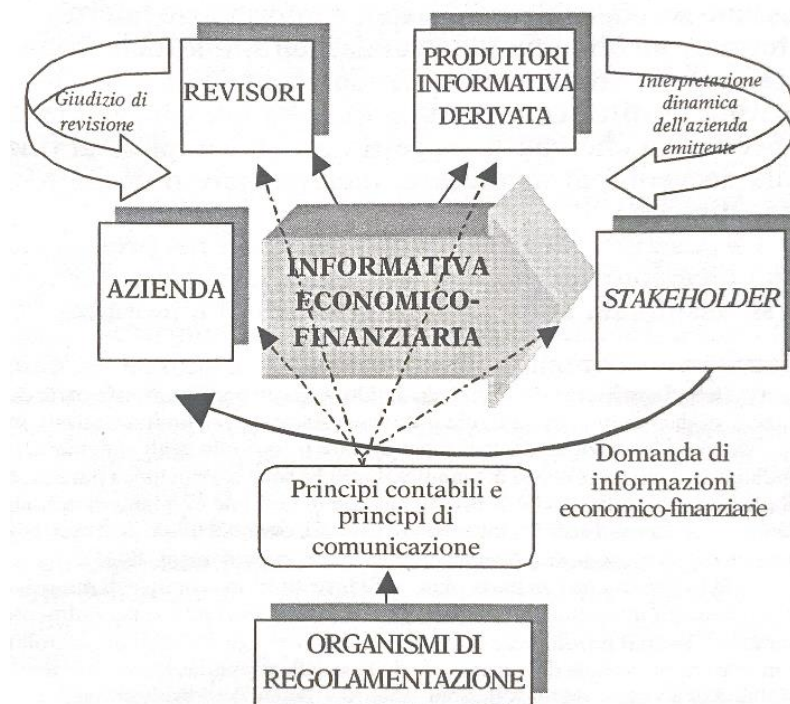 REVISORI
PRODUTTORI
INFORMATIVA
DERIVATA
Giudizio di
revisione
Interpretazione
dinamica
dell'azienda
emittente
AZIENDA
INFORMATIVA
ECONOMICO-
FINANZIARIA
STAKEHOLDER
Domanda di
informazioni
economico-finanziarie
Principi contabili e
principi di
comunicazione
ORGANISMI DI
REGOLAMENTAZIONE